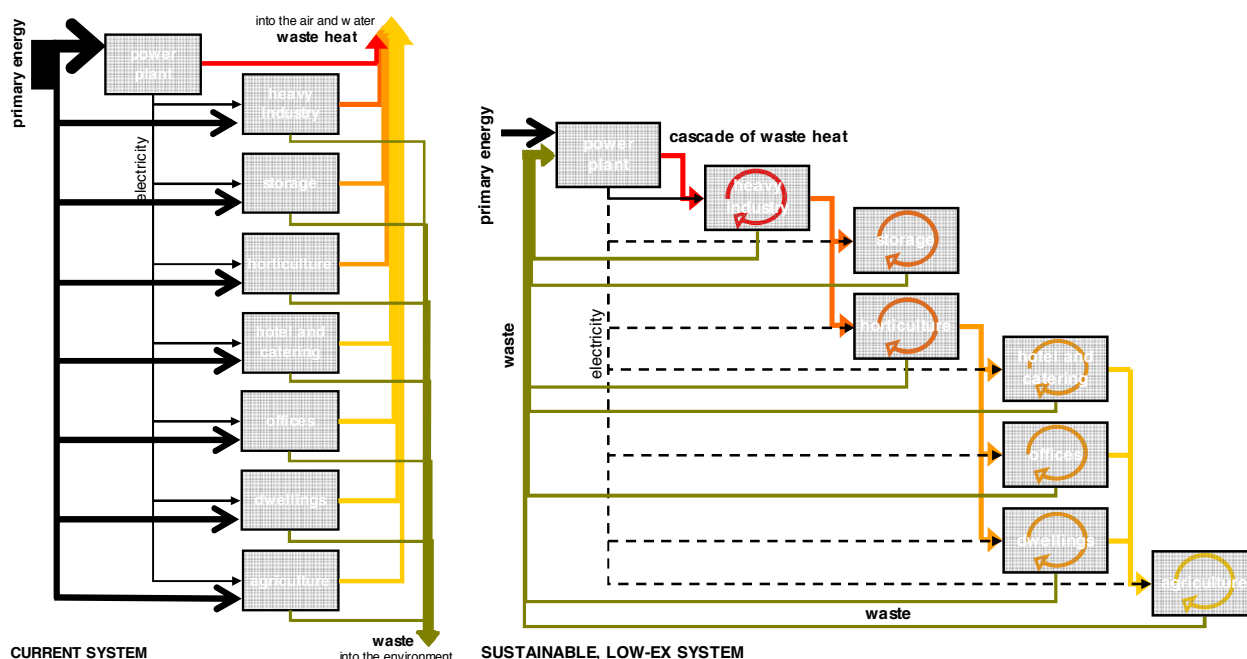 into the air and water
waste heat
primary energy
power
plant
heavy
industry
electricity
storage
horticulture
hotel and
catering
offices
dwellings
agriculture
waste
into the environment
CURRENT SYSTEM
primary energy
power
plant
cascade of waste heat
heavy
industry
storage
waste
electricity
horticulture
hotel and
catering
offices
dwellings
agriculture
waste
SUSTAINABLE, LOW-EX SYSTEM